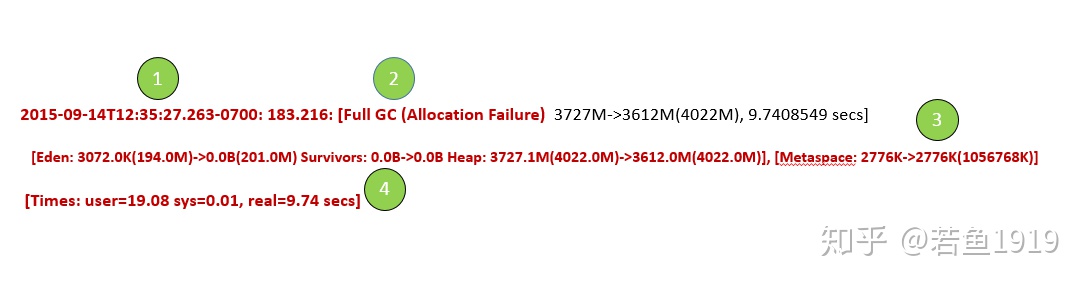 1 2
2015-09-14T12:35:27.263-0700: 183.216: [Full GC (Allocation Failure) 3727M->3612M(4022M), 9.7408549 secs]
3
[Eden: 3072.0K(194.0M)->0.0B(201.0M) Survivors: 0.0B->0.0B Heap: 3727.1M(4022.0M)->3612.0M(4022.0M)], [Metaspace: 2776K->2776K(1056768K)]
4
[Times: user=19.08 sys=0.01, real=9.74 secs]
知乎 @若鱼1919